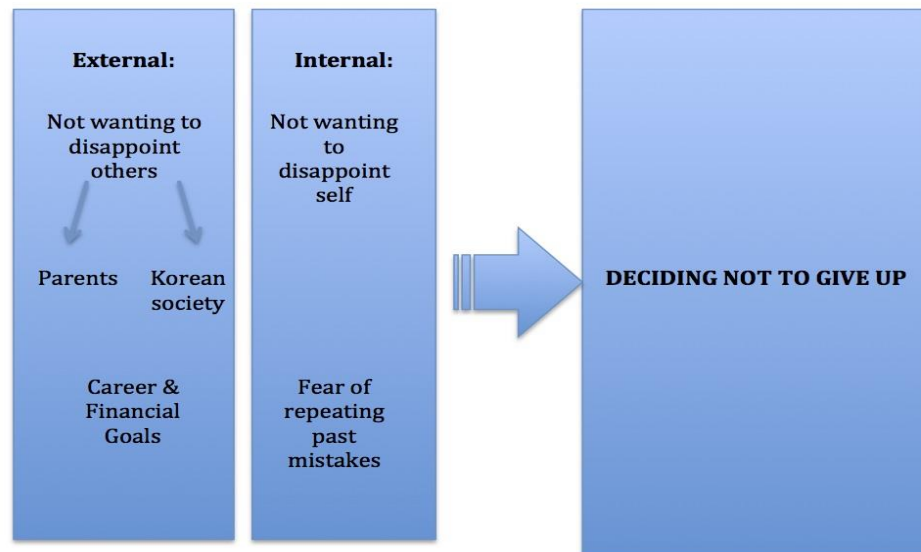 External:
Not wanting to
disappoint
others
Parents
Korean
society
Career &
Financial
Goals
Internal:
Not wanting
to
disappoint
self
Fear of
repeating
past
mistakes
DECIDING NOT TO GIVE UP